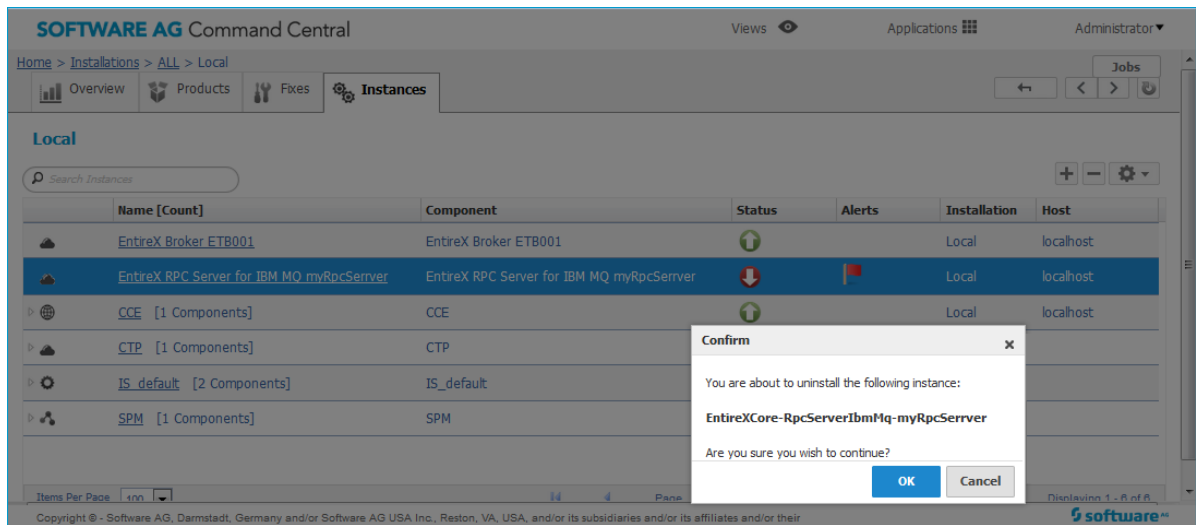 SOFTWARE AG Command Central
Views
Applications
Administrator
Home > Installations > ALL > Local
Jobs
Overview
Products
Fixes
Instances
Local
Search Instances
Name [Count] Component Status Alerts Installation Host
EntireX Broker ETB001 EntireX Broker ETB001 Local localhost
EntireX RPC Server for IBM MQ myRpcSerrver EntireX RPC Server for IBM MQ myRpcSerrver Local localhost
CCE [1 Components] CCE Local localhost
CTP [1 Components] CTP
IS_default [2 Components] IS_default
SPM [1 Components] SPM
Confirm
You are about to uninstall the following instance:
EntireXCore-RpcServerIbmMq-myRpcSerrver
Are you sure you wish to continue?
OK Cancel
Items Per Page 100 Page Displaying 1 - 6 of 6
Copyright © - Software AG, Darmstadt, Germany and/or Software AG USA Inc., Reston, VA, USA, and/or its subsidiaries and/or its affiliates and/or their
software AG